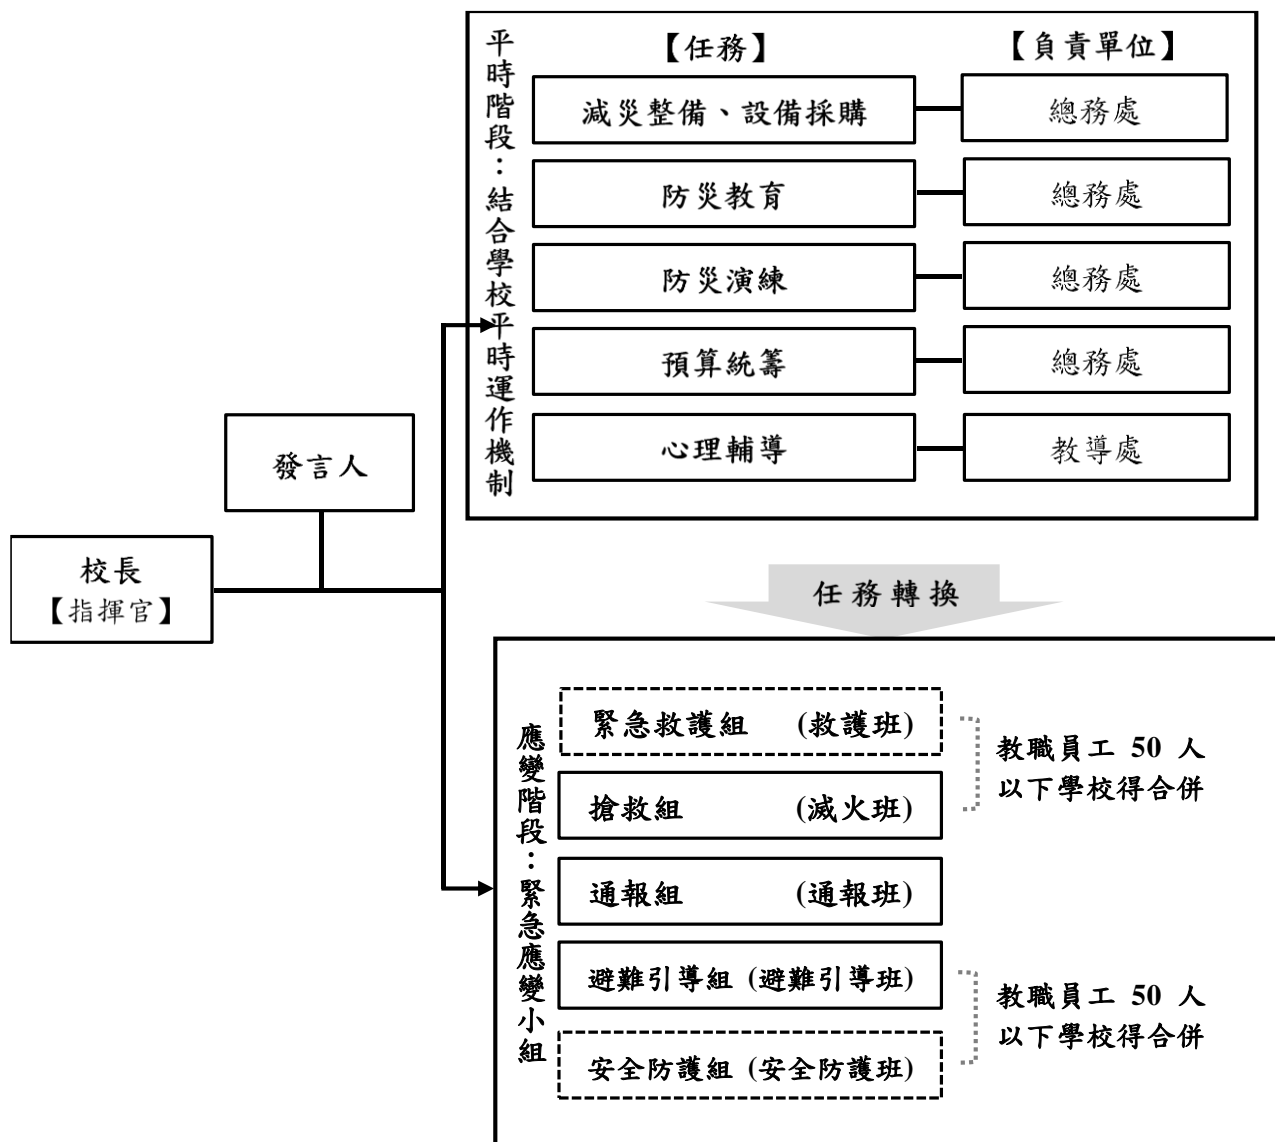 平時階段：結合學校平時運作機制
【任務】
【負責單位】
減災整備、設備採購
總務處
防災教育
總務處
防災演練
總務處
預算統籌
總務處
心理輔導
教導處
發言人
校長
【指揮官】
任務轉換
應變階段：緊急應變小組
緊急救護組 (救護班)
搶救組 (滅火班)
教職員工 50 人
以下學校得合併
通報組 (通報班)
避難引導組 (避難引導班)
安全防護組 (安全防護班)
教職員工 50 人
以下學校得合併